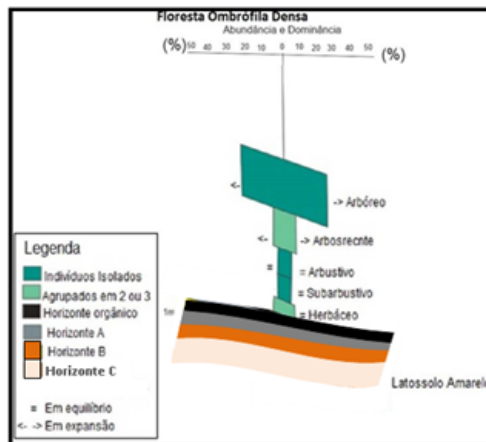 Floresta Ombrófila Densa
Abundância e Dominância
(%) 50 40 30 20 10 0 10 20 30 40 50 (%)
<- -> Arbóreo
<- -> Arbosrecnte
= = Arbustivo
= Subarbustivo
= Herbáceo
1m
Latossolo Amarelo
Legenda
Indivíduos Isolados
Agrupados em 2 ou 3
Horizonte orgânico
Horizonte A
Horizonte B
Horizonte C
= Em equilíbrio
<- -> Em expansão